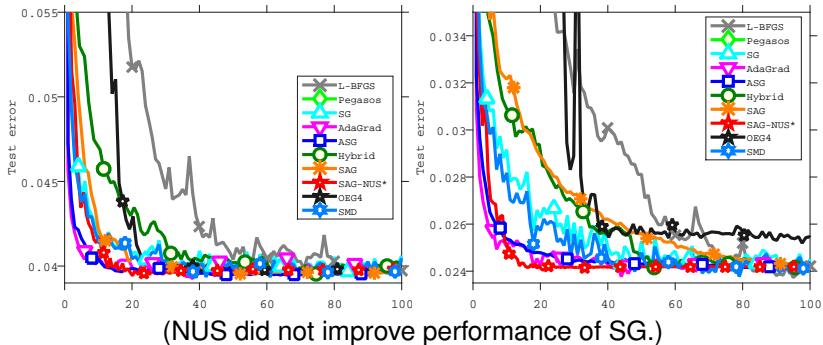 0.055
0.05
0.045
0.04
Test error
0 20 40 60 80 100
L-BFGS
Pegasos
SG
AdaGrad
ASG
Hybrid
SAG
SAG-NUS*
OEG4
SMD
0.034
0.032
0.03
0.028
0.026
0.024
Test error
0 20 40 60 80 100
L-BFGS
Pegasos
SG
AdaGrad
ASG
Hybrid
SAG
SAG-NUS*
OEG4
SMD
(NUS did not improve performance of SG.)